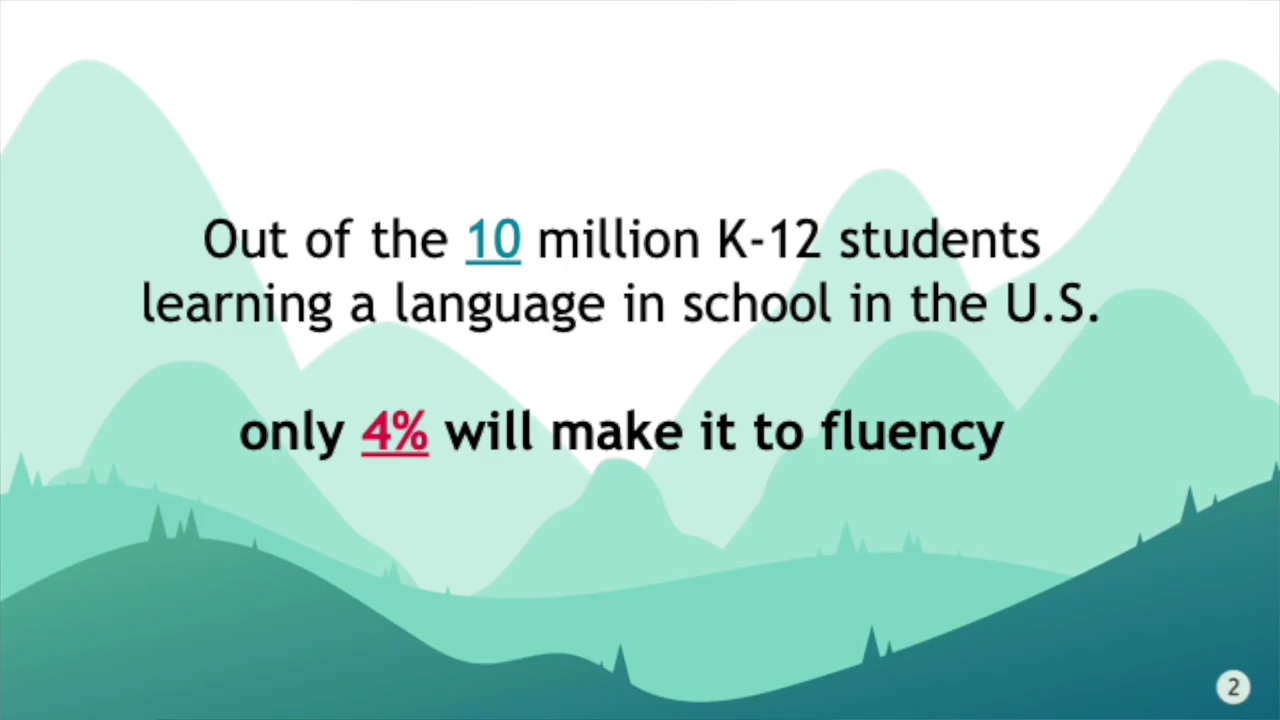 Out of the 10 million K-12 students
learning a language in school in the U.S.
only 4% will make it to fluency
2